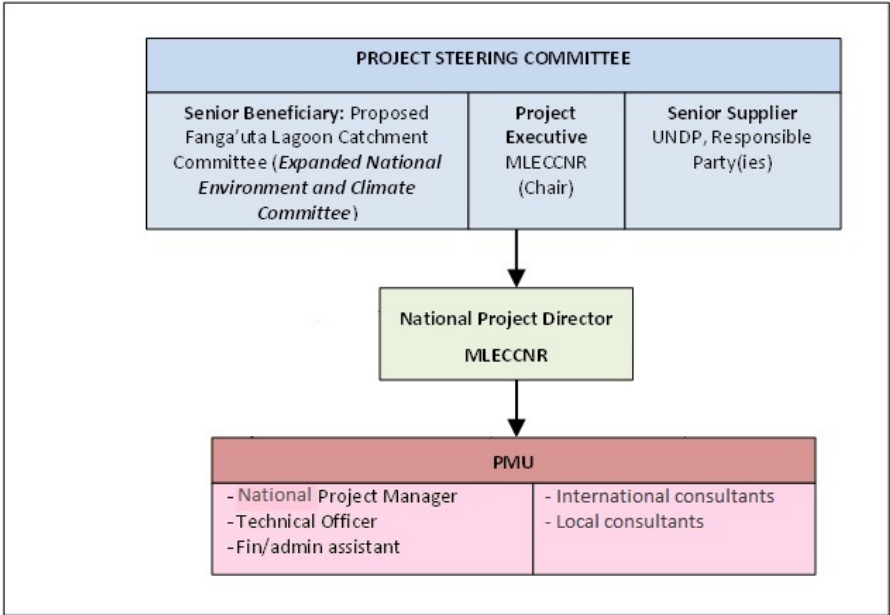 PROJECT STEERING COMMITTEE
Senior Beneficiary: Proposed
Fanga'uta Lagoon Catchment
Committee (Expanded National
Environment and Climate
Committee)
Project
Executive
MLECCNR
(Chair)
Senior Supplier
UNDP, Responsible
Party(ies)
National Project Director
MLECCNR
PMU
- National Project Manager
- Technical Officer
- Fin/admin assistant
- International consultants
- Local consultants